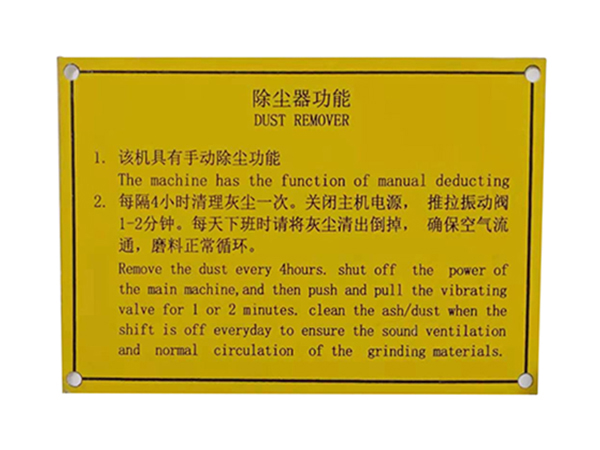 除尘器功能
DUST REMOVER
1. 该机具有手动除尘功能
The machine has the function of manual deducting
2. 每隔4小时清理灰尘一次。关闭主机电源， 推拉振动阀
1-2分钟。每天下班时请将灰尘清出倒掉， 确保空气流
通，磨料正常循环。
Remove the dust every 4hours. shut off the power of
the main machine,and then push and pull the vibrating
valve for 1 or 2 minutes. clean the ash/dust when the
shift is off everyday to ensure the sound ventilation
and normal circulation of the grinding materials.